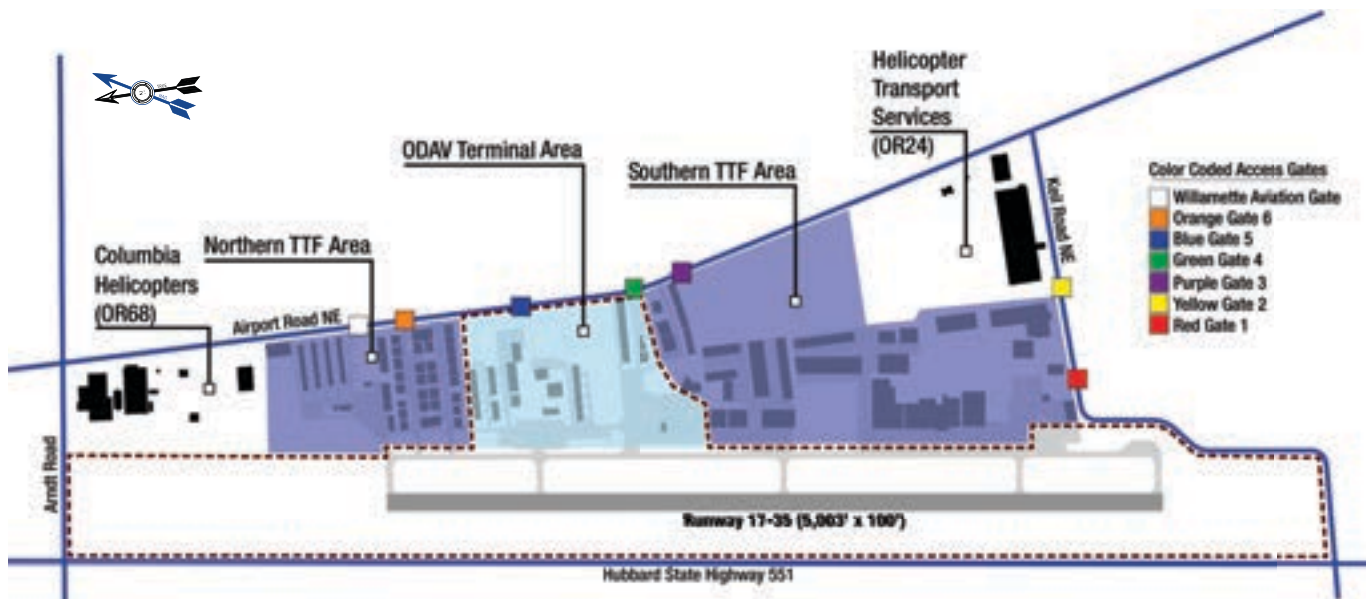 Helicopter
Transport
Services
(OR24)
ODAV Terminal Area
Southern TTF Area
Columbia
Helicopters
(OR68)
Northern TTF Area
Airport Road NE
Keil Road NE
Color Coded Access Gates
Willamette Aviation Gate
Orange Gate 6
Blue Gate 5
Green Gate 4
Purple Gate 3
Yellow Gate 2
Red Gate 1
Arndt Road
Runway 17-35 (5,003' x 100')
Hubbard State Highway 551